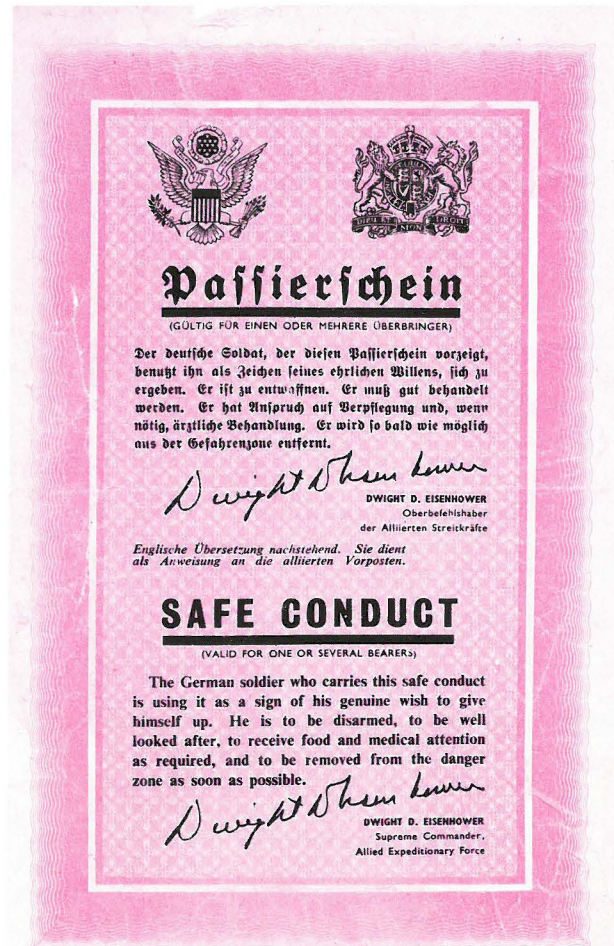 DIEU ET MON DROIT
Passierschein
(GÜLTIG FÜR EINEN ODER MEHRERE ÜBERBRINGER)
Der deutsche Soldat, der diesen Passierschein vorzeigt,
benutzt ihn als Zeichen seines ehrlichen Willens, sich zu
ergeben. Er ist zu entwaffnen. Er muß gut behandelt
werden. Er hat Anspruch auf Verpflegung und, wenn
nötig, ärztliche Behandlung. Er wird so bald wie möglich
aus der Gefahrenzone entfernt.
Dwight D Eisenhower
DWIGHT D. EISENHOWER
Oberbefehlshaber
der Alliierten Streitkräfte
Englische Übersetzung nachstehend. Sie dient
als Anweisung an die alliierten Vorposten.
SAFE CONDUCT
(VALID FOR ONE OR SEVERAL BEARERS)
The German soldier who carries this safe conduct
is using it as a sign of his genuine wish to give
himself up. He is to be disarmed, to be well
looked after, to receive food and medical attention
as required, and to be removed from the danger
zone as soon as possible.
Dwight D Eisenhower
DWIGHT D. EISENHOWER
Supreme Commander,
Allied Expeditionary Force